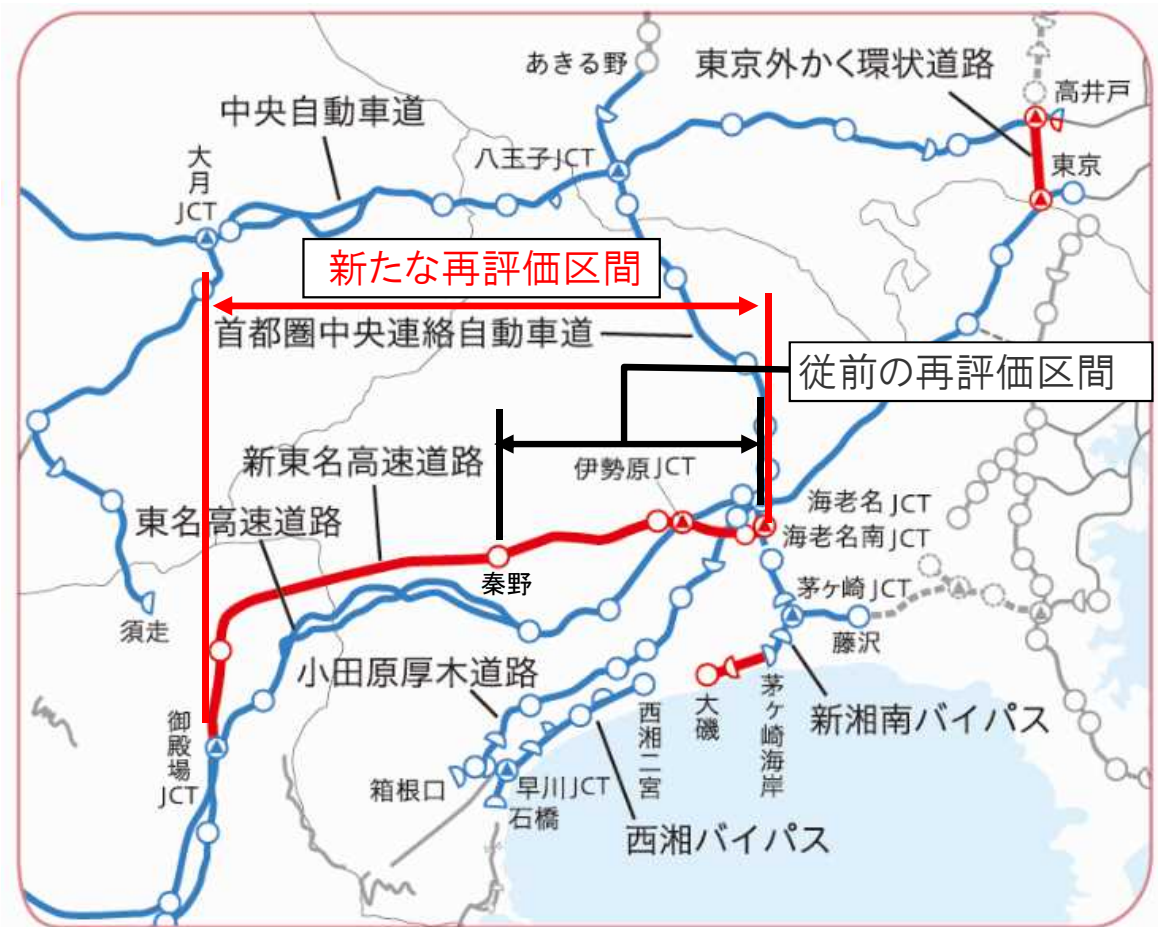 あきる野
東京外かく環状道路
高井戸
中央自動車道
八王子JCT
大月
JCT
東京
新たな再評価区間
首都圏中央連絡自動車道
従前の再評価区間
新東名高速道路
伊勢原JCT
海老名JCT
東名高速道路
海老名南JCT
秦野
茅ヶ崎JCT
須走
藤沢
小田原厚木道路
御殿場
JCT
西湘二宮
大磯
茅ヶ崎海岸
新湘南バイパス
箱根口
早川JCT
石橋
西湘バイパス